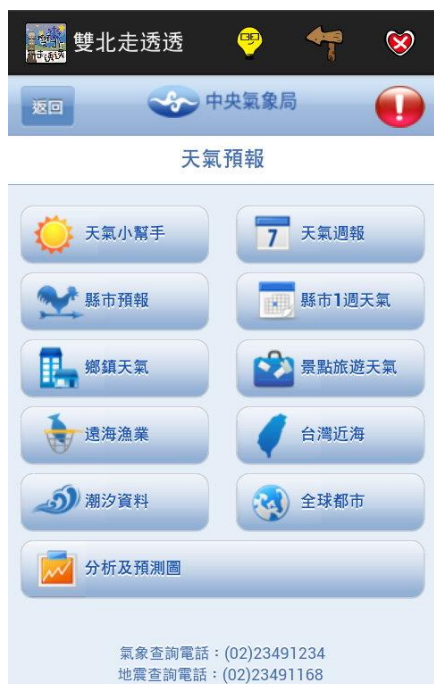 雙北走透透
返回
中央氣象局
天氣預報
天氣小幫手
7
天氣週報
縣市預報
縣市1週天氣
鄉鎮天氣
景點旅遊天氣
遠海漁業
台灣近海
潮汐資料
全球都市
分析及預測圖
氣象查詢電話：(02)23491234
地震查詢電話：(02)23491168